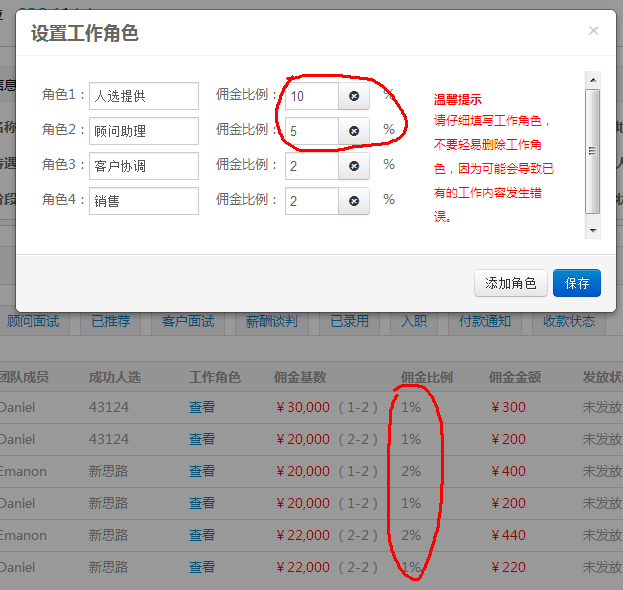 设置工作角色 ×
角色1： 人选提供 佣金比例： 10 %
角色2： 顾问助理 佣金比例： 5 %
角色3： 客户协调 佣金比例： 2 %
角色4： 销售 佣金比例： 2 %
温馨提示
请仔细填写工作角色，
不要轻易删除工作角
色，因为可能会导致已
有的工作内容发生错
误。
添加角色 保存
顾问面试 已推荐 客户面试 薪酬谈判 已录用 入职 付款通知 收款状态
团队成员 成功人选 工作角色 佣金基数 佣金比例 佣金金额 发放状
Daniel 43124 查看 ￥30,000 （1-2） 1% ￥300 未发放
Daniel 43124 查看 ￥20,000 （2-2） 1% ￥200 未发放
Emanon 新思路 查看 ￥20,000 （1-2） 2% ￥400 未发放
Daniel 新思路 查看 ￥20,000 （1-2） 1% ￥200 未发放
Emanon 新思路 查看 ￥22,000 （2-2） 2% ￥440 未发放
Daniel 新思路 查看 ￥22,000 （2-2） 1% ￥220 未发放